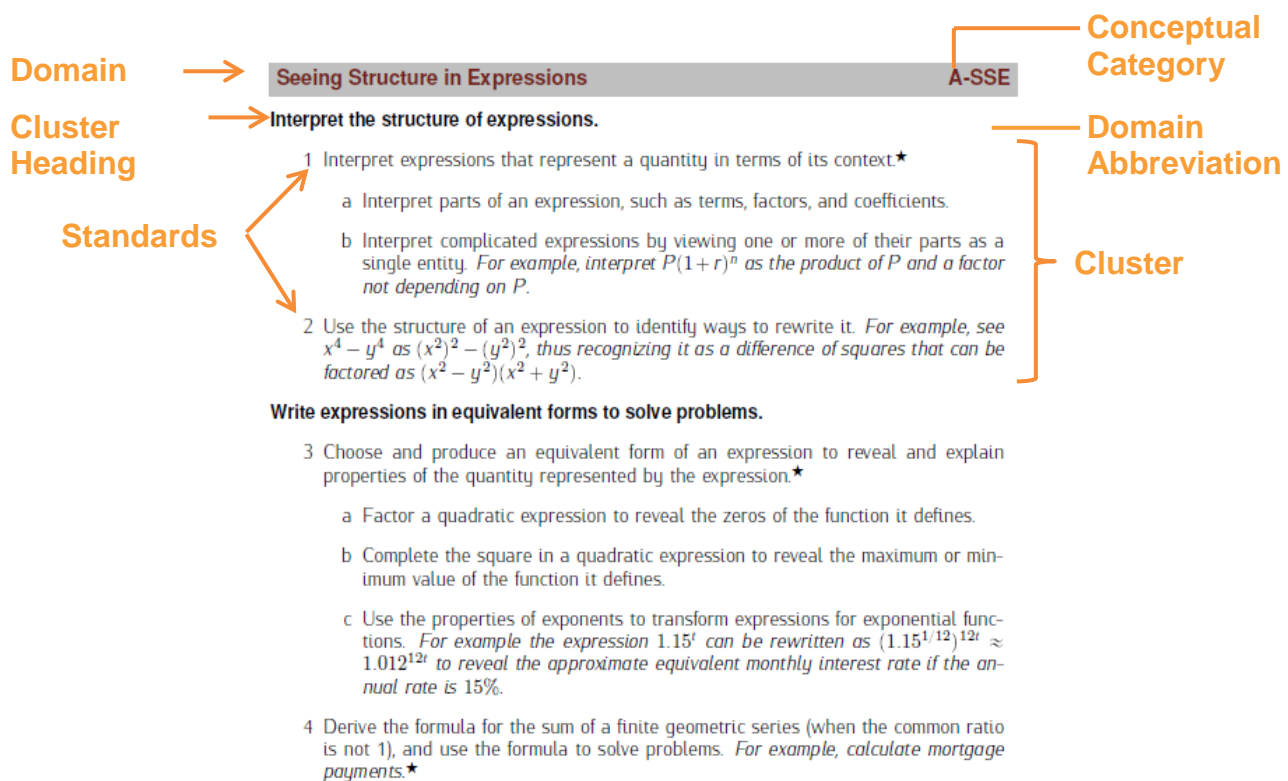 Conceptual
Category
Domain
Seeing Structure in Expressions A-SSE
Cluster
Heading
Interpret the structure of expressions.
Domain
Abbreviation
1 Interpret expressions that represent a quantity in terms of its context.★
a Interpret parts of an expression, such as terms, factors, and coefficients.
Standards
b Interpret complicated expressions by viewing one or more of their parts as a
single entity. For example, interpret P(1+r)ⁿ as the product of P and a factor
not depending on P.
Cluster
2 Use the structure of an expression to identify ways to rewrite it. For example, see
x⁴ − y⁴ as (x²)² − (y²)², thus recognizing it as a difference of squares that can be
factored as (x² − y²)(x² + y²).
Write expressions in equivalent forms to solve problems.
3 Choose and produce an equivalent form of an expression to reveal and explain
properties of the quantity represented by the expression.★
a Factor a quadratic expression to reveal the zeros of the function it defines.
b Complete the square in a quadratic expression to reveal the maximum or min-
imum value of the function it defines.
c Use the properties of exponents to transform expressions for exponential func-
tions. For example the expression 1.15ᵗ can be rewritten as (1.15¹ᐟ¹²)¹²ᵗ ≈
1.012¹²ᵗ to reveal the approximate equivalent monthly interest rate if the an-
nual rate is 15%.
4 Derive the formula for the sum of a finite geometric series (when the common ratio
is not 1), and use the formula to solve problems. For example, calculate mortgage
payments.★